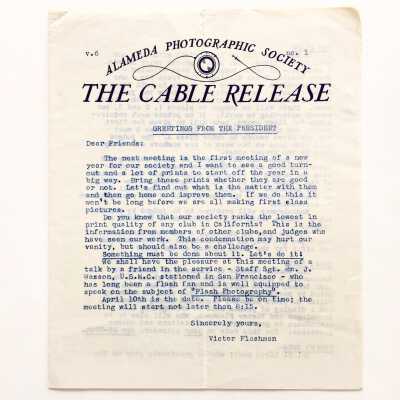 v.6
no. 1
ALAMEDA PHOTOGRAPHIC SOCIETY
THE CABLE RELEASE
GREETINGS FROM THE PRESIDENT
Dear Friends:
The next meeting is the first meeting of a new
year for our society and I want to see a good turn-
out and a lot of prints to start off the year in a
big way. Bring these prints whether they are good
or not. Let's find out what is the matter with them
and then go home and improve them. If we do this it
won't be long before we are all making first class
pictures.
Do you know that our society ranks the lowest in
print quality of any club in California? This is the
information from members of other clubs,and judges who
have seen our work. This condemnation may hurt our
vanity, but should also be a challenge.
Something must be done about it. Let's do it!
We shall have the pleasure at this meeting of a
talk by a friend in the service - Staff Sgt. Wm. J.
Wasson, U.S.M.C. stationed in San Francisco - who
has long been a flash fan and is well equipped to
speak on the subject of "Flash Photography".
April 10th is the date. Please be on time; the
meeting will start not later than 8:15.
Sincerely yours,
Victor Flashman